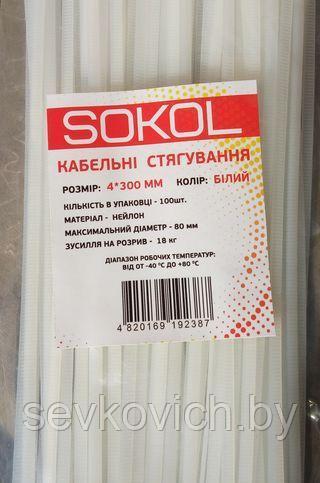 SOKOL
КАБЕЛЬНІ СТЯГУВАННЯ
РОЗМІР: 4*300 ММ КОЛІР: БІЛИЙ
КІЛЬКІСТЬ В УПАКОВЦІ - 100шт.
МАТЕРІАЛ - НЕЙЛОН
МАКСИМАЛЬНИЙ ДІАМЕТР - 80 мм
ЗУСИЛЛЯ НА РОЗРИВ - 18 кг
ДІАПАЗОН РОБОЧИХ ТЕМПЕРАТУР:
ВІД ОТ -40 °C ДО +80 °C
4 820169 192387
sevkovich.by